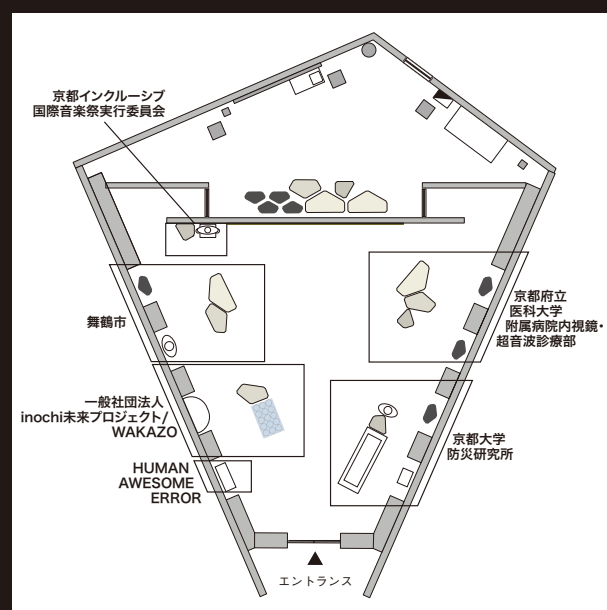 京都インクルーシブ
国際音楽祭実行委員会
舞鶴市
一般社団法人
inochi未来プロジェクト/
WAKAZO
HUMAN
AWESOME
ERROR
京都府立
医科大学
附属病院内視鏡・
超音波診療部
京都大学
防災研究所
エントランス